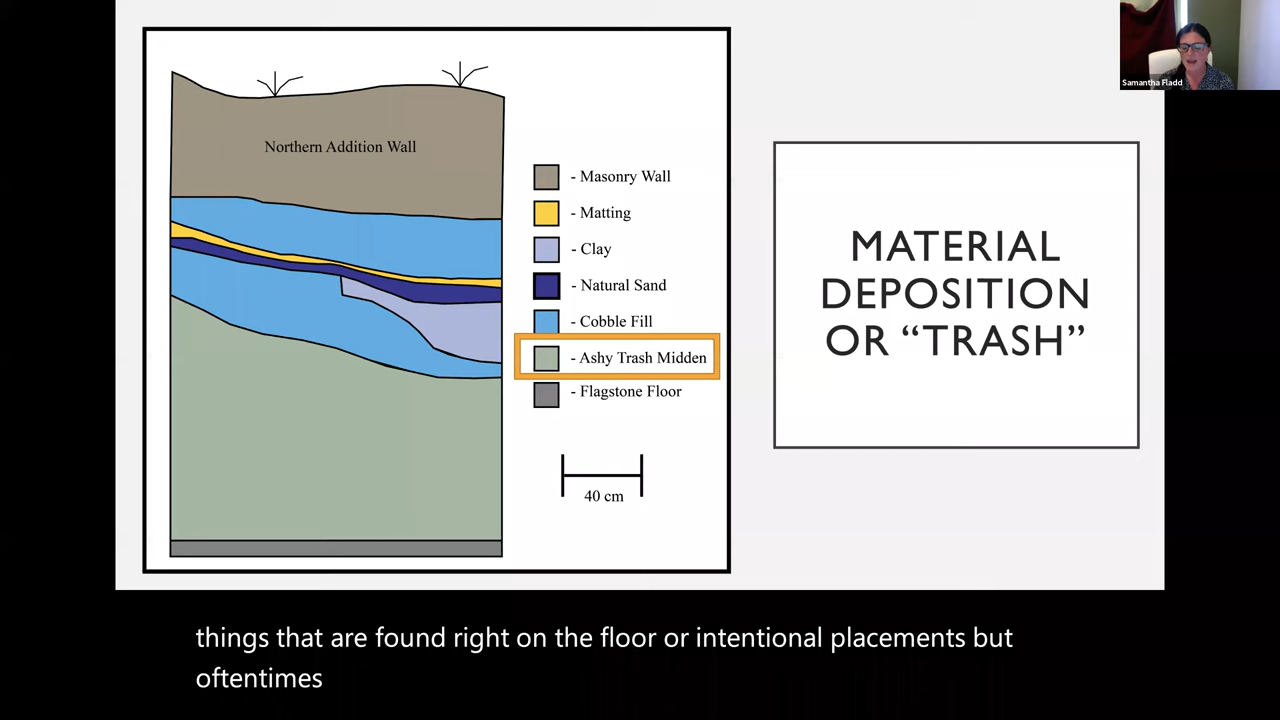 Samantha Fladd
Northern Addition Wall
- Masonry Wall
- Matting
- Clay
- Natural Sand
- Cobble Fill
- Ashy Trash Midden
- Flagstone Floor
40 cm
MATERIAL
DEPOSITION
OR “TRASH”
things that are found right on the floor or intentional placements but
oftentimes